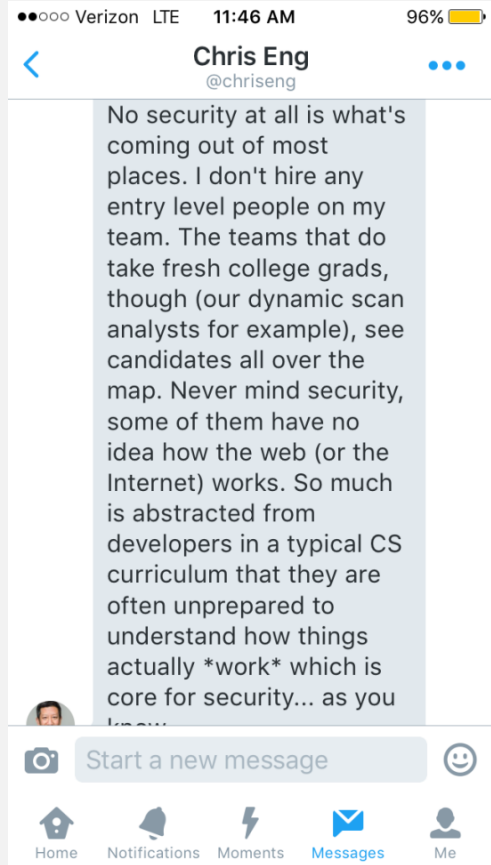 Verizon LTE 11:46 AM 96%
Chris Eng
@chriseng
No security at all is what's
coming out of most
places. I don't hire any
entry level people on my
team. The teams that do
take fresh college grads,
though (our dynamic scan
analysts for example), see
candidates all over the
map. Never mind security,
some of them have no
idea how the web (or the
Internet) works. So much
is abstracted from
developers in a typical CS
curriculum that they are
often unprepared to
understand how things
actually *work* which is
core for security... as you
Start a new message
Home Notifications Moments Messages Me